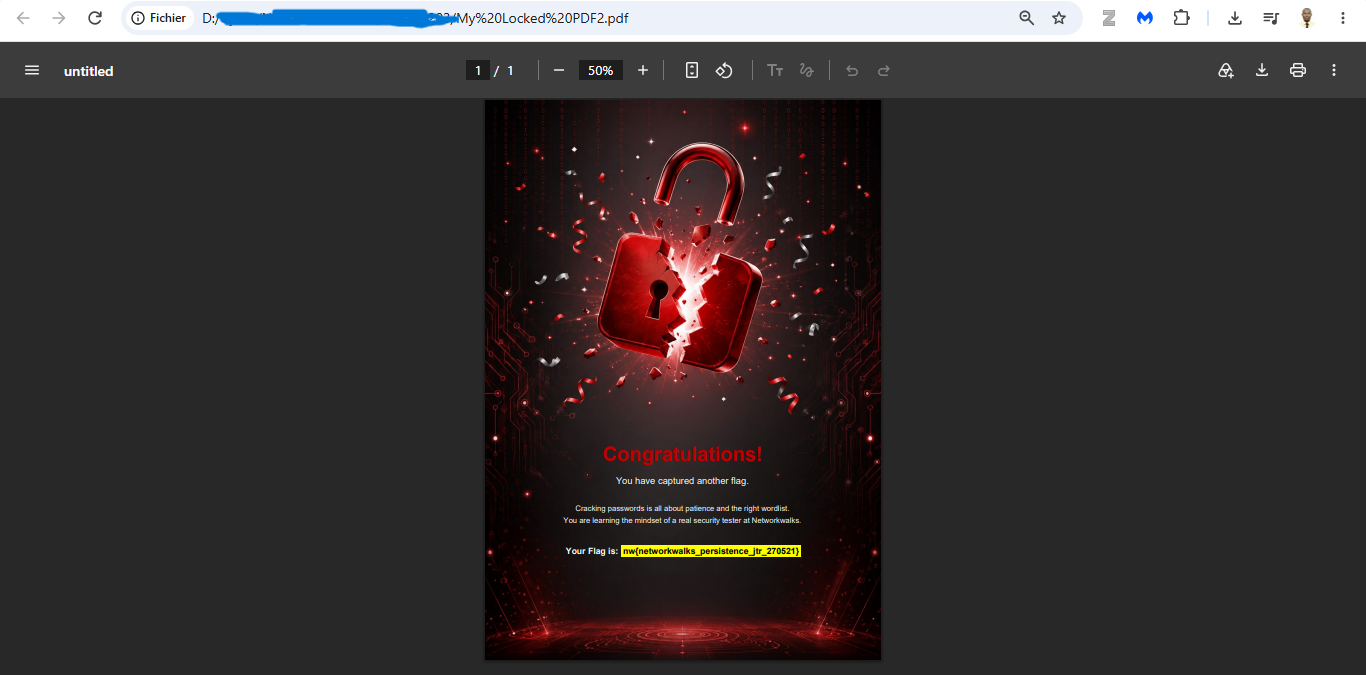 Fichier
D:/
/My%20Locked%20PDF2.pdf
untitled
1 / 1
50%
Congratulations!
You have captured another flag.
Cracking passwords is all about patience and the right wordlist.
You are learning the mindset of a real security tester at Networkwalks.
Your Flag is: nw{networkwalks_persistence_jtr_270521}